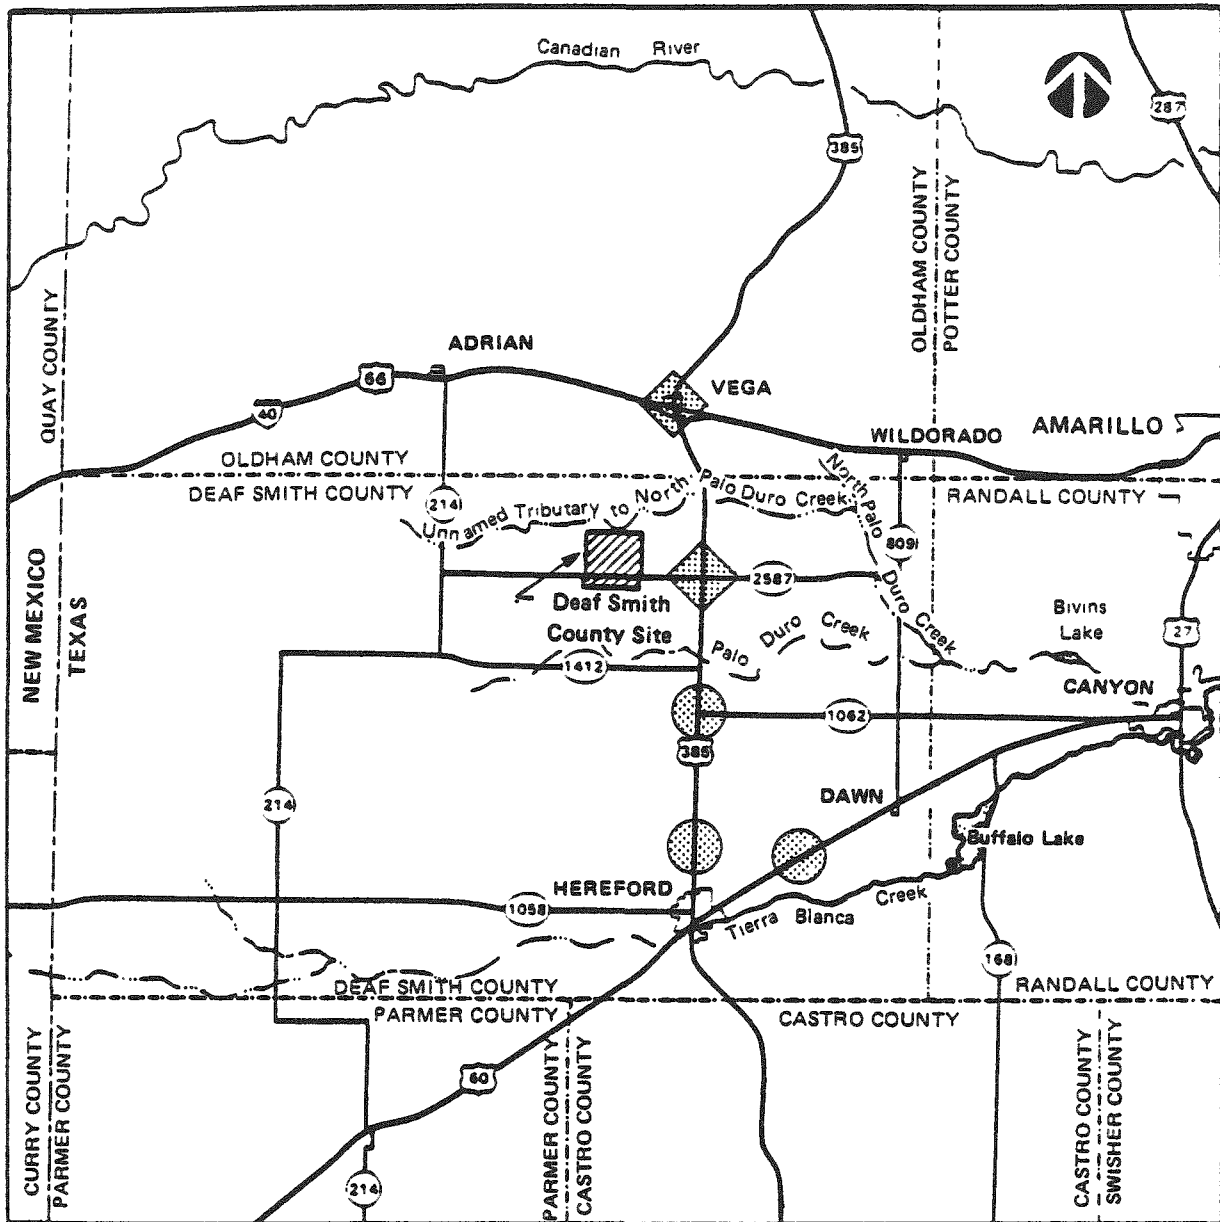 Canadian River
385
287
OLDHAM COUNTY
POTTER COUNTY
QUAY COUNTY
ADRIAN
66
VEGA
40
WILDORADO
AMARILLO
OLDHAM COUNTY
DEAF SMITH COUNTY
RANDALL COUNTY
214
Unnamed Tributary to North Palo Duro Creek
North Palo Duro Creek
809
NEW MEXICO
TEXAS
2587
Deaf Smith
County Site
Bivins
Lake
27
1412
Palo Duro Creek
CANYON
1062
385
214
DAWN
Buffalo Lake
HEREFORD
1058
Tierra Blanca Creek
168
DEAF SMITH COUNTY
RANDALL COUNTY
PARMER COUNTY
CASTRO COUNTY
60
CURRY COUNTY
PARMER COUNTY
PARMER COUNTY
CASTRO COUNTY
CASTRO COUNTY
SWISHER COUNTY
214